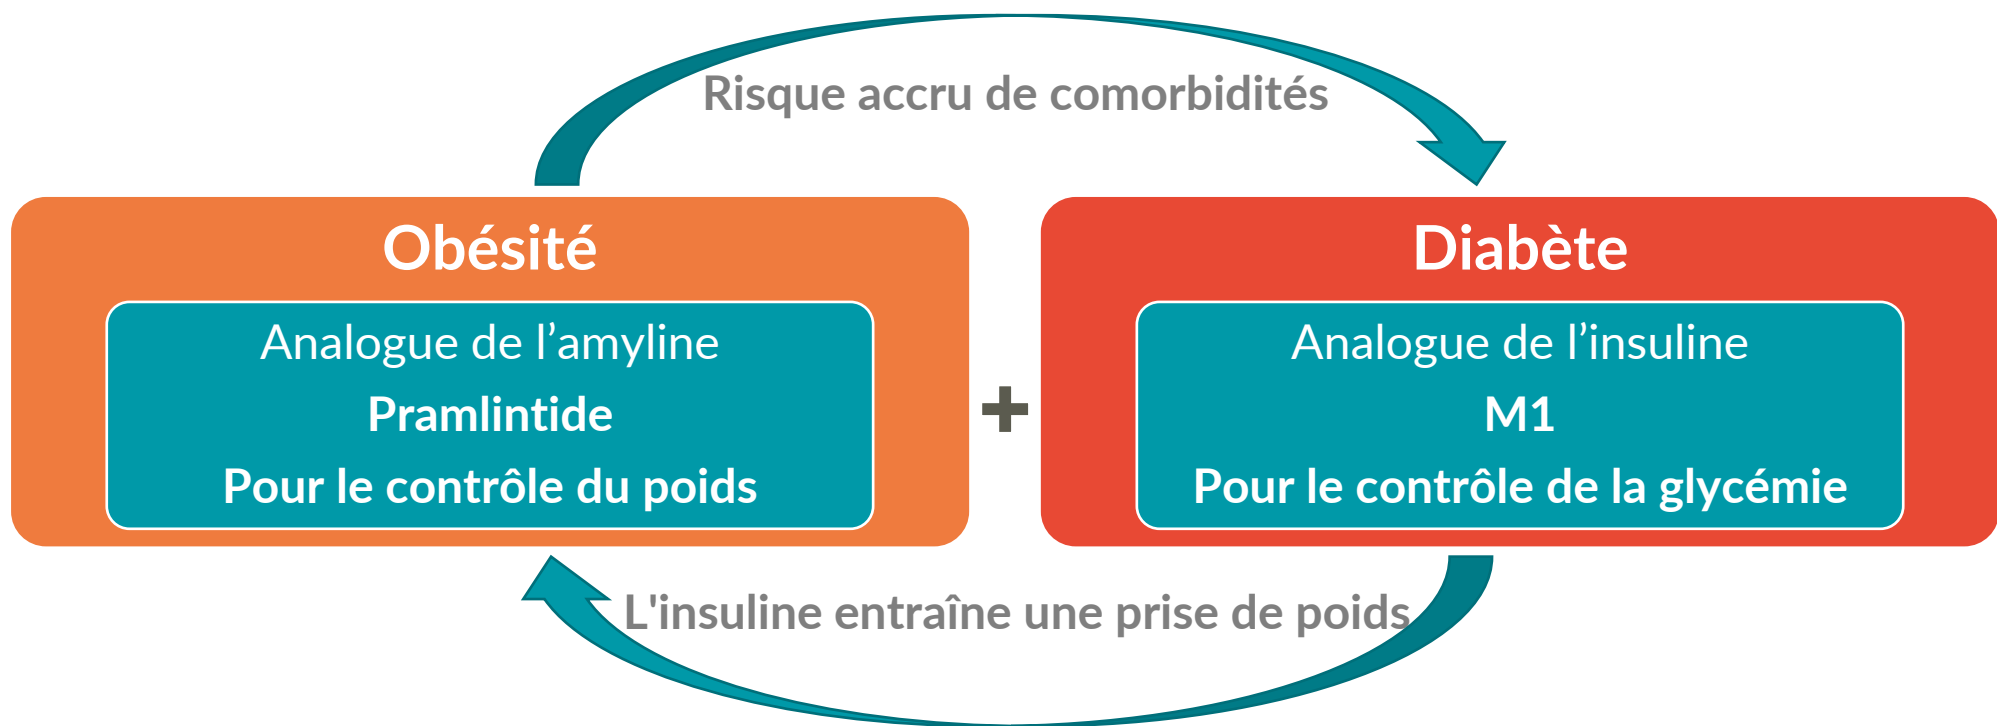 Risque accru de comorbidités
Obésité
Analogue de l’amyline
Pramlintide
Pour le contrôle du poids
+
Diabète
Analogue de l’insuline
M1
Pour le contrôle de la glycémie
L'insuline entraîne une prise de poids